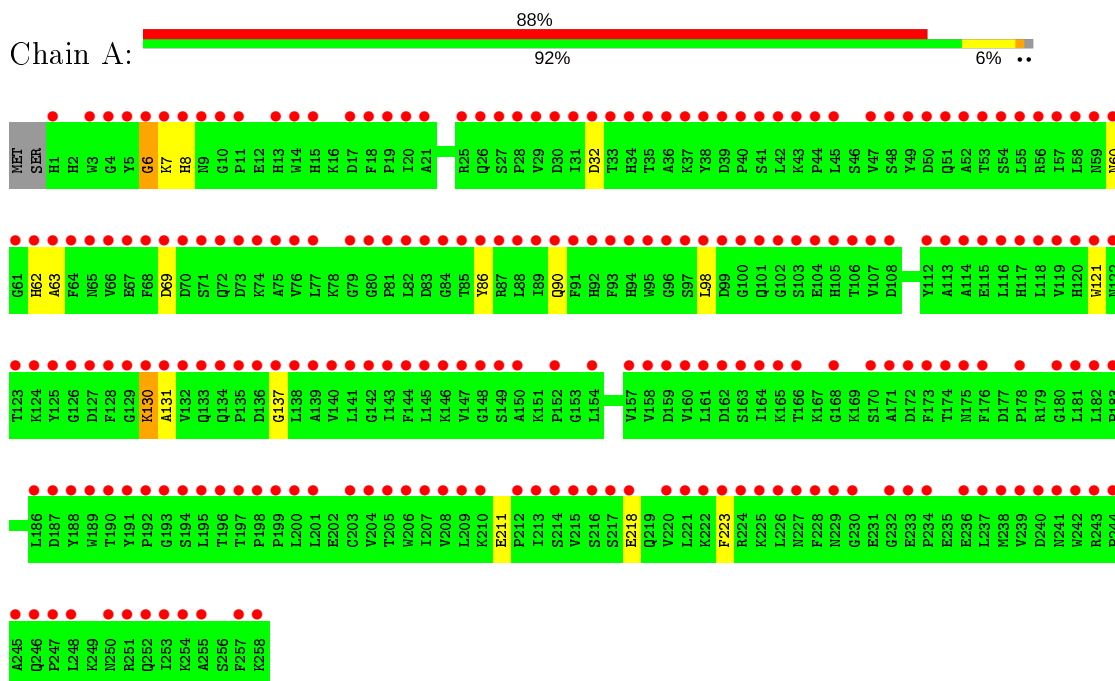 88%
Chain A:
92% 6% ••
MET SER H1 H2 W3 G4 Y5 G6 K7 H8 N9 G10 P11 E12 H13 W14 H15 K16 D17 F18 P19 I20 A21 R25 Q26 S27 P28 V29 D30 I31 D32 T33 H34 T35 A36 K37 Y38 D39 P40 S41 L42 K43 P44 L45 S46 V47 S48 Y49 D50 Q51 A52 T53 S54 L55 R56 I57 L58 N59 N60
G61 H62 A63 F64 N65 V66 E67 F68 D69 D70 S71 Q72 D73 K74 A75 V76 L77 K78 G79 G80 P81 L82 D83 G84 T85 Y86 R87 L88 I89 Q90 F91 H92 F93 H94 W95 G96 S97 L98 D99 G100 Q101 G102 S103 E104 H105 T106 V107 D108 Y112 A113 A114 E115 L116 H117 L118 V119 H120 W121 N122
T123 K124 Y125 G126 D127 F128 G129 K130 A131 V132 Q133 Q134 P135 D136 G137 L138 A139 V140 L141 G142 I143 F144 L145 K146 V147 G148 S149 A150 K151 P152 G153 L154 V157 V158 D159 V160 L161 D162 S163 I164 K165 T166 K167 G168 K169 S170 A171 D172 F173 T174 N175 F176 D177 P178 R179 G180 L181 L182 P183
L186 D187 Y188 W189 T190 Y191 P192 G193 S194 L195 T196 T197 P198 P199 L200 L201 E202 C203 V204 T205 W206 I207 V208 L209 K210 E211 P212 I213 S214 V215 S216 S217 E218 Q219 V220 L221 K222 F223 R224 K225 L226 N227 F228 N229 G230 E231 G232 E233 P234 E235 E236 L237 M238 V239 D240 N241 W242 R243 P244
A245 Q246 P247 L248 K249 N250 R251 Q252 I253 K254 A255 S256 F257 K258